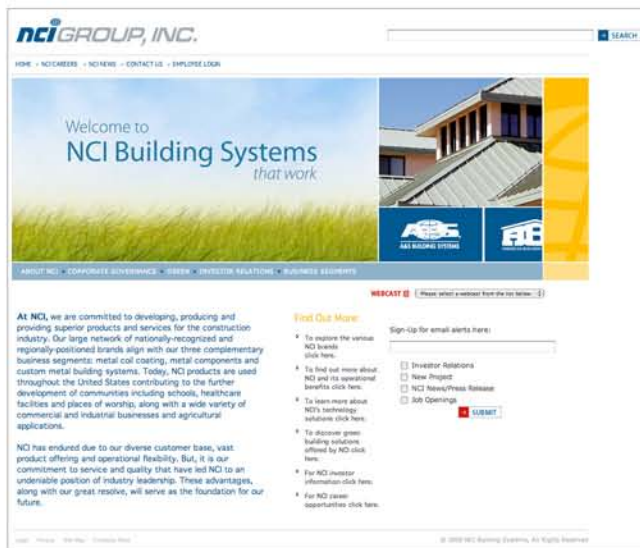 nci GROUP, INC.
SEARCH
HOME NCI CAREERS NCI NEWS CONTACT US EMPLOYEE LOGIN
Welcome to
NCI Building Systems
that work
A&S BUILDING SYSTEMS
ABOUT NCI CORPORATE GOVERNANCE GREEN INVESTOR RELATIONS BUSINESS SEGMENTS
WEBCAST Please select a webcast from the list below.
At NCI, we are committed to developing, producing and
providing superior products and services for the construction
industry. Our large network of nationally-recognized and
regionally-positioned brands align with our three complementary
business segments: metal coil coating, metal components and
custom metal building systems. Today, NCI products are used
throughout the United States contributing to the further
development of communities including schools, healthcare
facilities and places of worship, along with a wide variety of
commercial and industrial businesses and agricultural
applications.
NCI has endured due to our diverse customer base, vast
product offering and operational flexibility. But, it is our
commitment to service and quality that have led NCI to an
undeniable position of industry leadership. These advantages,
along with our great resolve, will serve as the foundation for our
future.
Find Out More
To explore the various
NCI brands
click here.
To find out more about
NCI and its operational
benefits click here.
To learn more about
NCI's technology
solutions click here.
To discover green
building solutions
offered by NCI click
here.
For NCI investor
information click here.
For NCI career
opportunities click here.
Sign-Up for email alerts here:
Investor Relations
New Project
NCI News/Press Release
Job Openings
SUBMIT
Legal Privacy Site Map
NCI Building Systems, All Rights Reserved